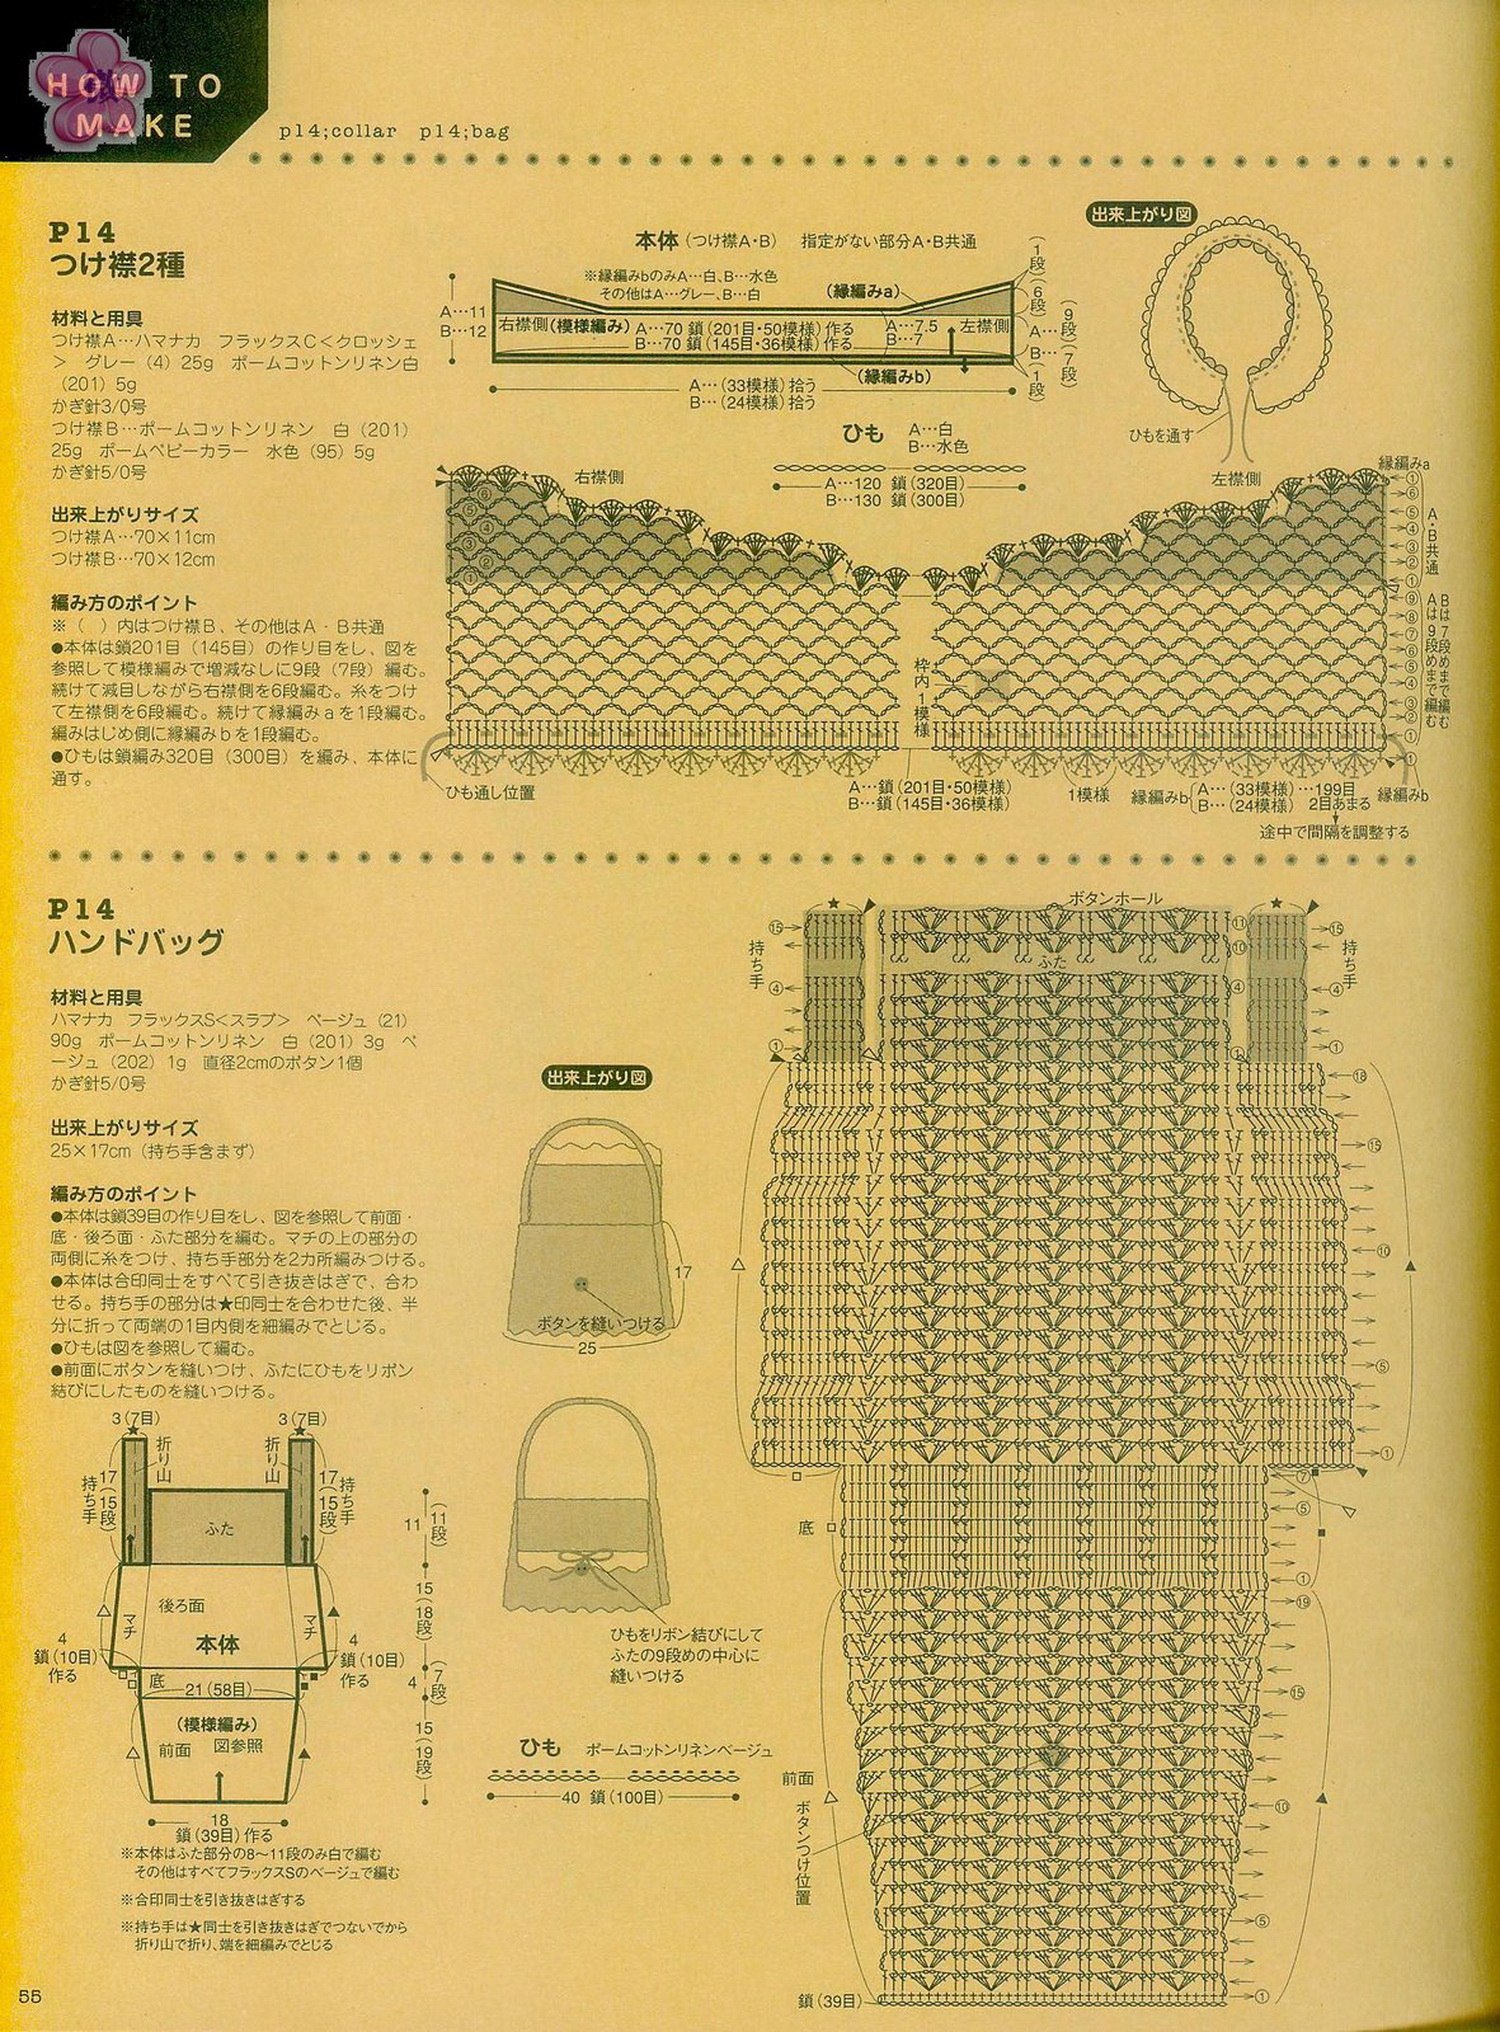 HOW TO
MAKE
p14;collar p14;bag
P14
つけ襟2種
材料と用具
つけ襟A…ハマナカ フラックスC<クロッシェ
> グレー(4)25g ポームコットンリネン白
(201)5g
かぎ針3/0号
つけ襟B…ポームコットンリネン 白(201)
25g ポームベビーカラー 水色(95)5g
かぎ針5/0号
出来上がりサイズ
つけ襟A…70×11cm
つけ襟B…70×12cm
編み方のポイント
※( )内はつけ襟B、その他はA・B共通
●本体は鎖201目(145目)の作り目をし、図を
参照して模様編みで増減なしに9段(7段)編む。
続けて減目しながら右襟側を6段編む。糸をつけ
て左襟側を6段編む。続けて縁編みaを1段編む。
編みはじめ側に縁編みbを1段編む。
●ひもは鎖編み320目(300目)を編み、本体に
通す。
本体(つけ襟A・B) 指定がない部分A・B共通
※縁編みbのみA…白、B…水色
その他はA…グレー、B…白
(縁編みa)
A…11
B…12
右襟側(模様編み)
A…70 鎖(201目・50模様)作る
B…70 鎖(145目・36模様)作る
A…7.5
B…7
左襟側
(1段)
(6段)
A…(9段)
B…(7段)
(1段)
(縁編みb)
A…(33模様)拾う
B…(24模様)拾う
出来上がり図
ひもを通す
ひも
A…白
B…水色
A…120 鎖(320目)
B…130 鎖(300目)
右襟側
左襟側
縁編みa
①
⑥
⑤
④
③
②
①
A・B共通
⑨
⑧
⑦
⑥
⑤
④
③
②
①
Bは7段めまで編む
Aは9段めまで編む
枠内1模様
①
ひも通し位置
A…鎖(201目・50模様)
B…鎖(145目・36模様)
1模様
縁編みb
A…(33模様)…199目
B…(24模様) 2目あまる
縁編みb
途中で間隔を調整する
P14
ハンドバッグ
材料と用具
ハマナカ フラックスS<スラブ> ベージュ(21)
90g ポームコットンリネン 白(201)3g ベ
ージュ(202)1g 直径2cmのボタン1個
かぎ針5/0号
出来上がりサイズ
25×17cm(持ち手含まず)
編み方のポイント
●本体は鎖39目の作り目をし、図を参照して前面・
底・後ろ面・ふた部分を編む。マチの上の部分の
両側に糸をつけ、持ち手部分を2カ所編みつける。
●本体は合印同士をすべて引き抜きはぎで、合わ
せる。持ち手の部分は★印同士を合わせた後、半
分に折って両端の1目内側を細編みでとじる。
●ひもは図を参照して編む。
●前面にボタンを縫いつけ、ふたにひもをリボン
結びにしたものを縫いつける。
3(7目)
3(7目)
★
★
折り山
折り山
持ち手
17(15段)
17(15段)
持ち手
ふた
11
(11段)
後ろ面
マチ
マチ
本体
15(18段)
4
鎖(10目)
作る
4
鎖(10目)
作る
底
21(58目)
4
(7段)
(模様編み)
前面 図参照
15(19段)
18
鎖(39目)作る
※本体はふた部分の8〜11段のみ白で編む
その他はすべてフラックスSのベージュで編む
※合印同士を引き抜きはぎする
※持ち手は★同士を引き抜きはぎでつないでから
折り山で折り、端を細編みでとじる
出来上がり図
17
ボタンを縫いつける
25
ひもをリボン結びにして
ふたの9段めの中心に
縫いつける
ひも ポームコットンリネンベージュ
40 鎖(100目)
ボタンホール
★
★
⑮
持ち手
④
①
⑪
⑩
ふた
④
①
⑮
持ち手
④
①
⑱
⑮
⑩
⑤
①
底
⑦
⑤
①
⑲
⑮
⑩
⑤
①
前面
ボタンつけ位置
鎖(39目)
55